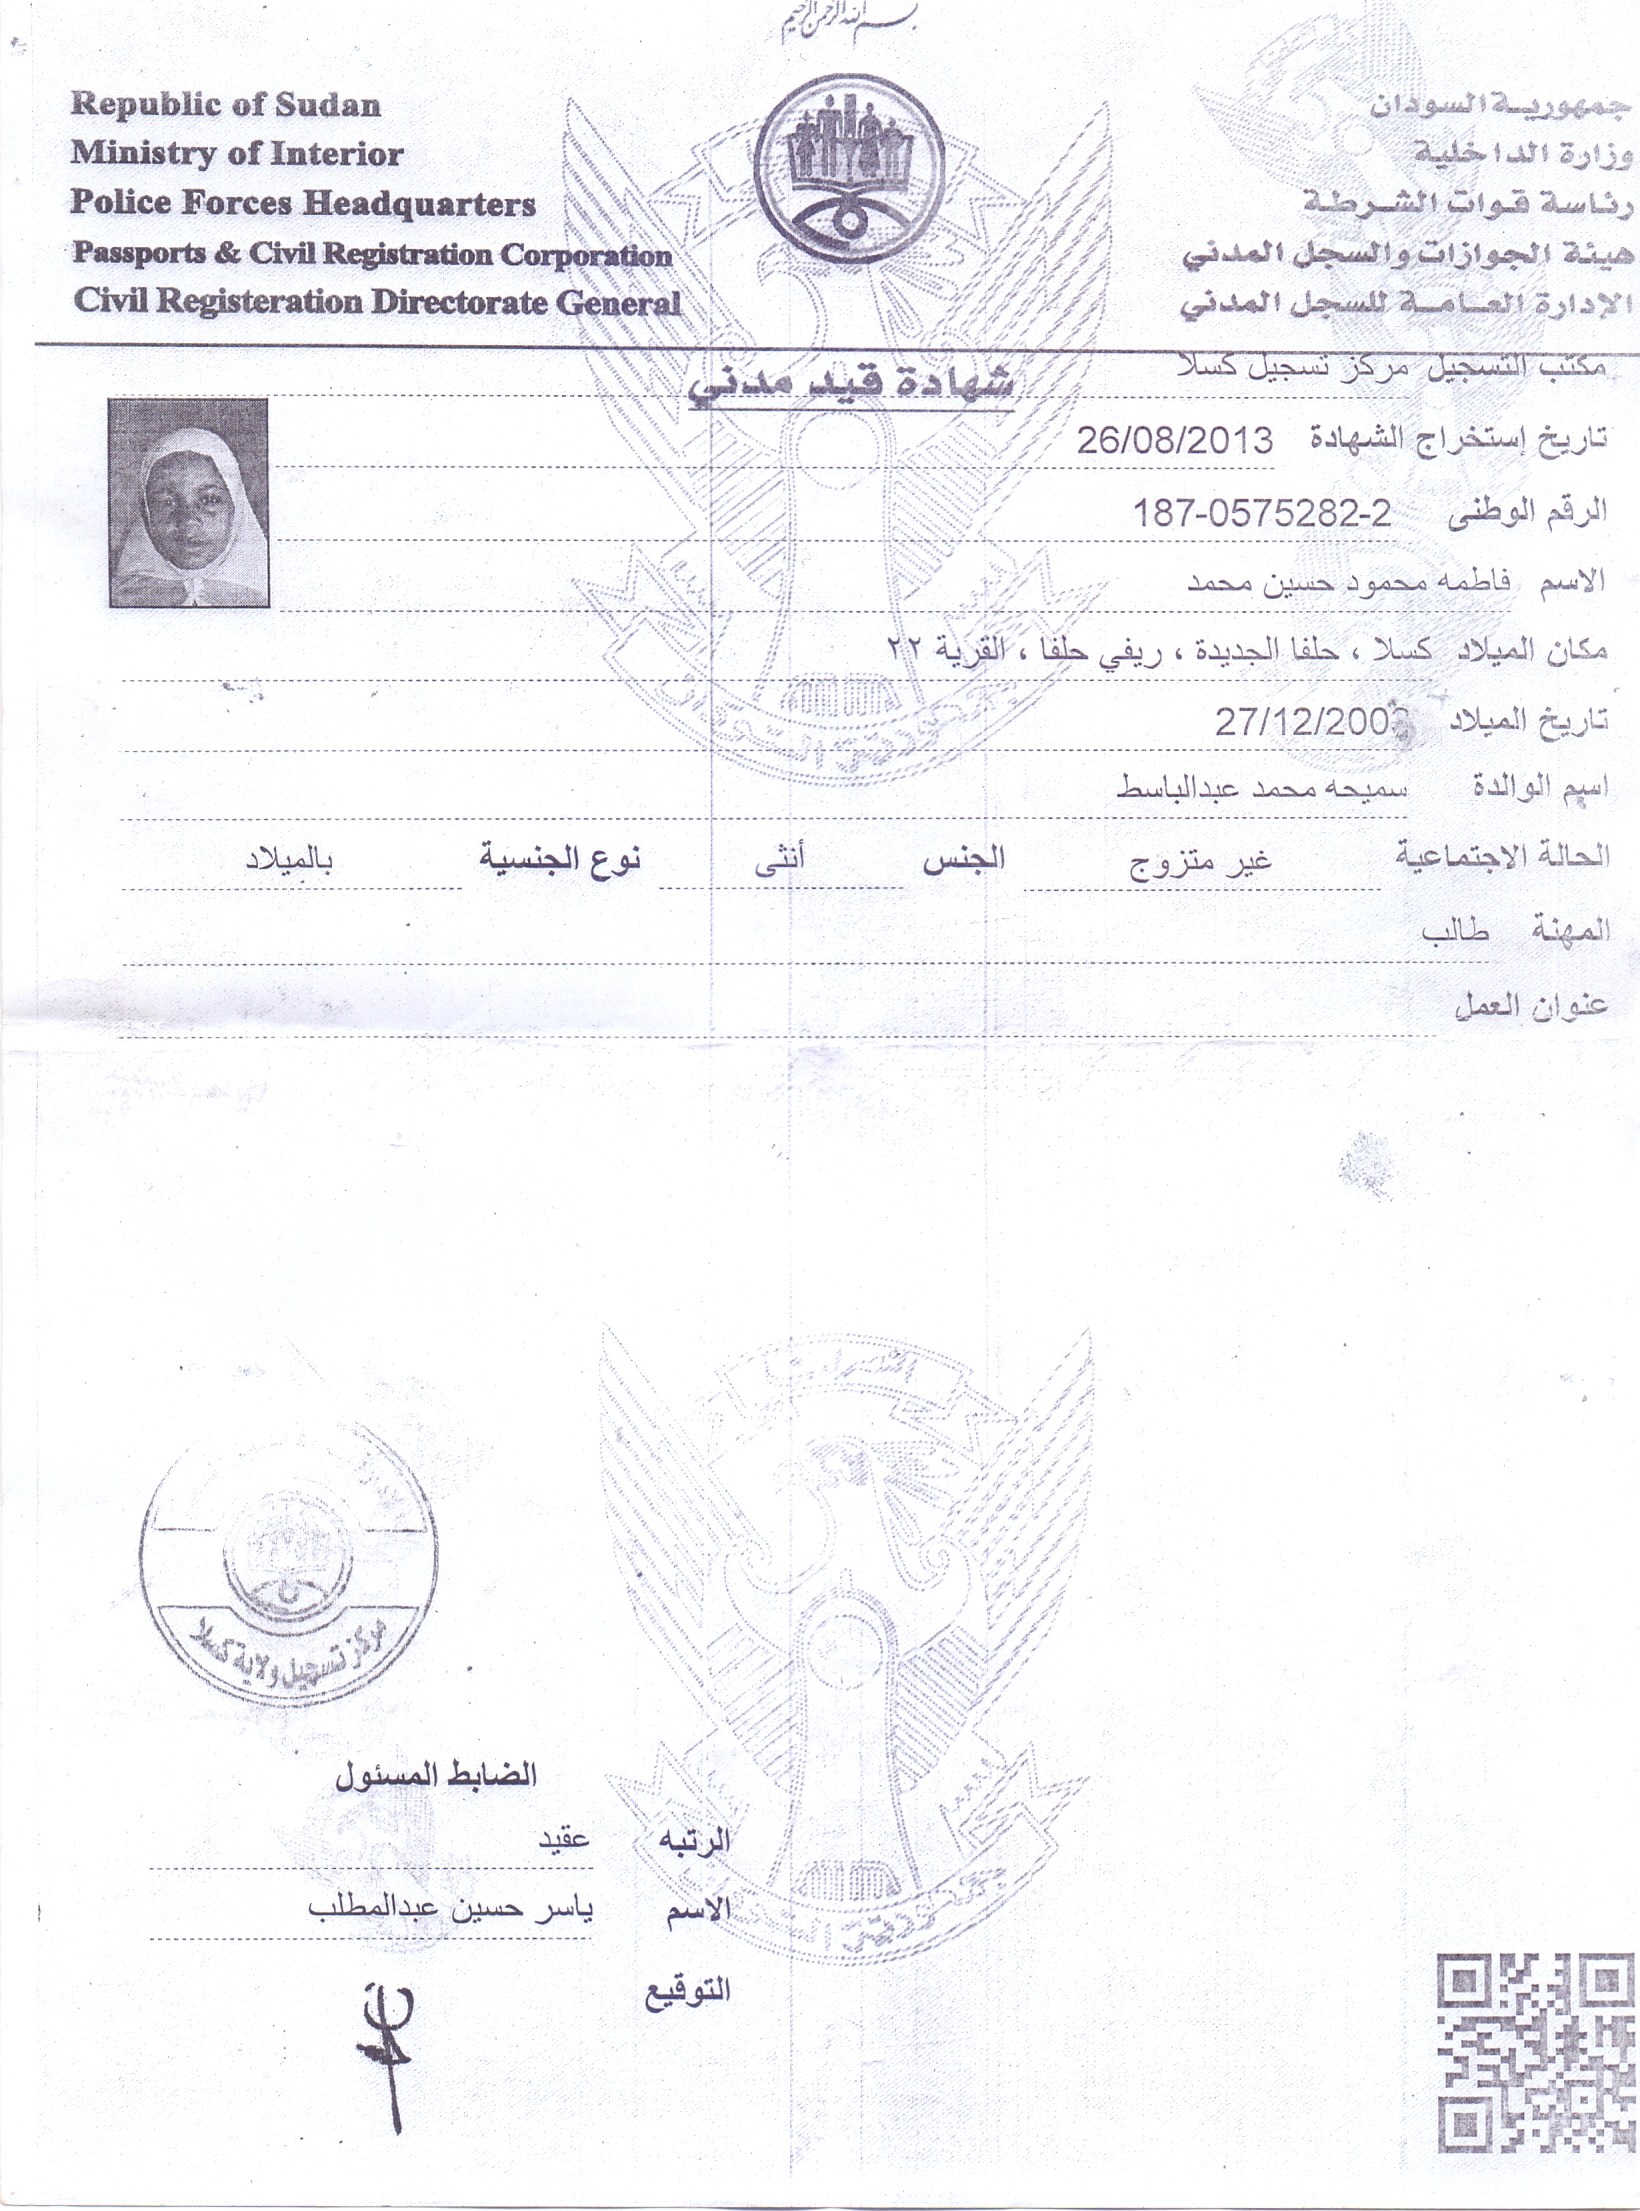 بسم الله الرحمن الرحيم
Republic of Sudan
Ministry of Interior
Police Forces Headquarters
Passports & Civil Registration Corporation
Civil Registeration Directorate General
جمهورية السودان
وزارة الداخلية
رئاسة قوات الشرطة
هيئة الجوازات والسجل المدني
الإدارة العامة للسجل المدني
مكتب التسجيل مركز تسجيل كسلا
شهادة قيد مدني
تاريخ إستخراج الشهادة 26/08/2013
الرقم الوطنى 187-0575282-2
الاسم فاطمه محمود حسين محمد
مكان الميلاد كسلا ، حلفا الجديدة ، ريفي حلفا ، القرية ٢٢
تاريخ الميلاد
اسم الوالدة سميحه محمد عبدالباسط
الحالة الاجتماعية غير متزوج الجنس أنثى نوع الجنسية بالميلاد
المهنة طالب
عنوان العمل
مركز تسجيل ولاية كسلا
الضابط المسئول
الرتبه عقيد
الاسم ياسر حسين عبدالمطلب
التوقيع